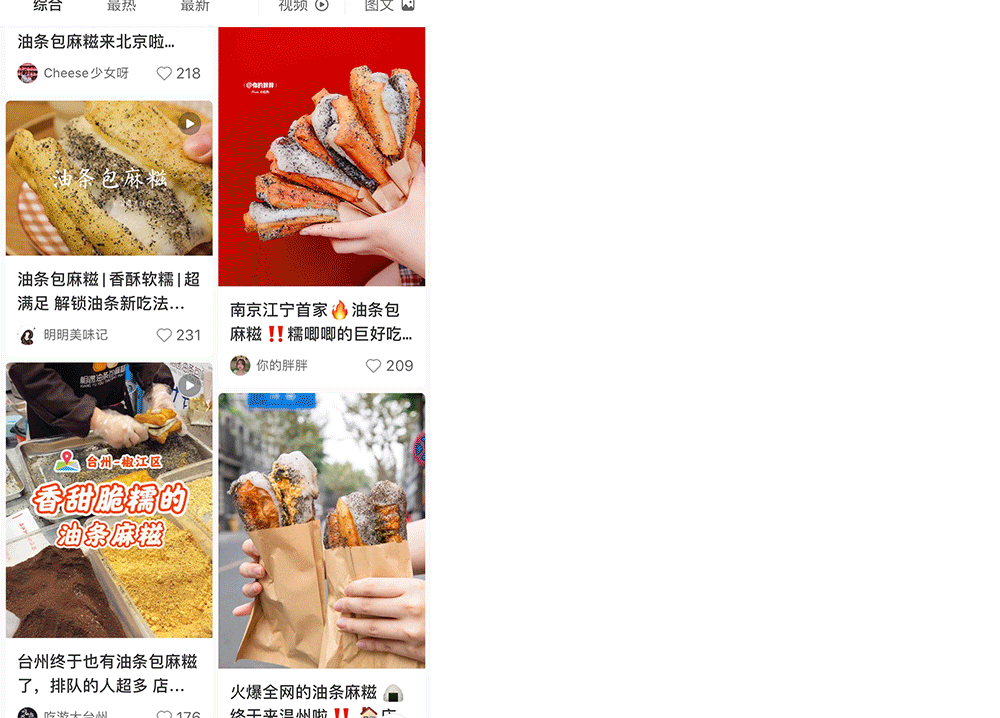 综合
最热
最新
视频
图文
油条包麻糍来北京啦...
Cheese少女呀
218
油条包麻糍
油条包麻糍|香酥软糯|超
满足 解锁油条新吃法...
明明美味记
231
台州-椒江区
香甜脆糯的
油条麻糍
台州终于也有油条包麻糍
了，排队的人超多 店...
吃游大台州
176
@你的胖胖
南京江宁首家🔥油条包
麻糍‼️糯唧唧的巨好吃...
你的胖胖
209
火爆全网的油条麻糍🍙
终于来温州啦‼️🏠店